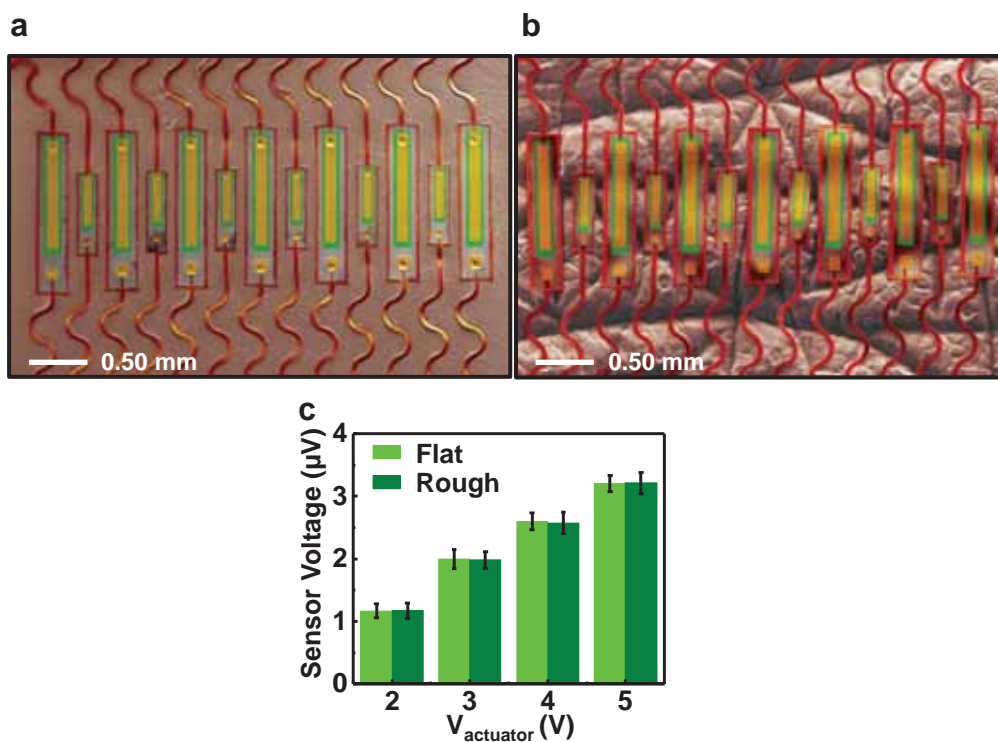 a
b
0.50 mm
0.50 mm
c
Sensor Voltage (µV)
4
3
2
1
0
Flat
Rough
2 3 4 5
Vactuator (V)